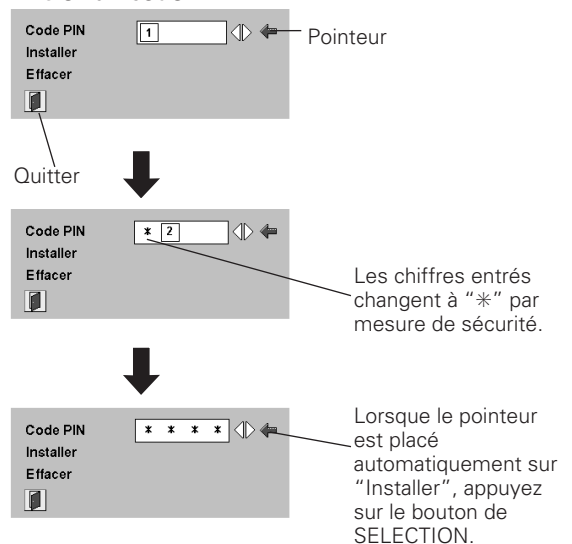 Code PIN 1
Pointeur
Installer
Effacer
Quitter
Code PIN * 2
Installer
Effacer
Les chiffres entrés
changent à “✳” par
mesure de sécurité.
Code PIN * * * *
Installer
Effacer
Lorsque le pointeur
est placé
automatiquement sur
“Installer”, appuyez
sur le bouton de
SELECTION.